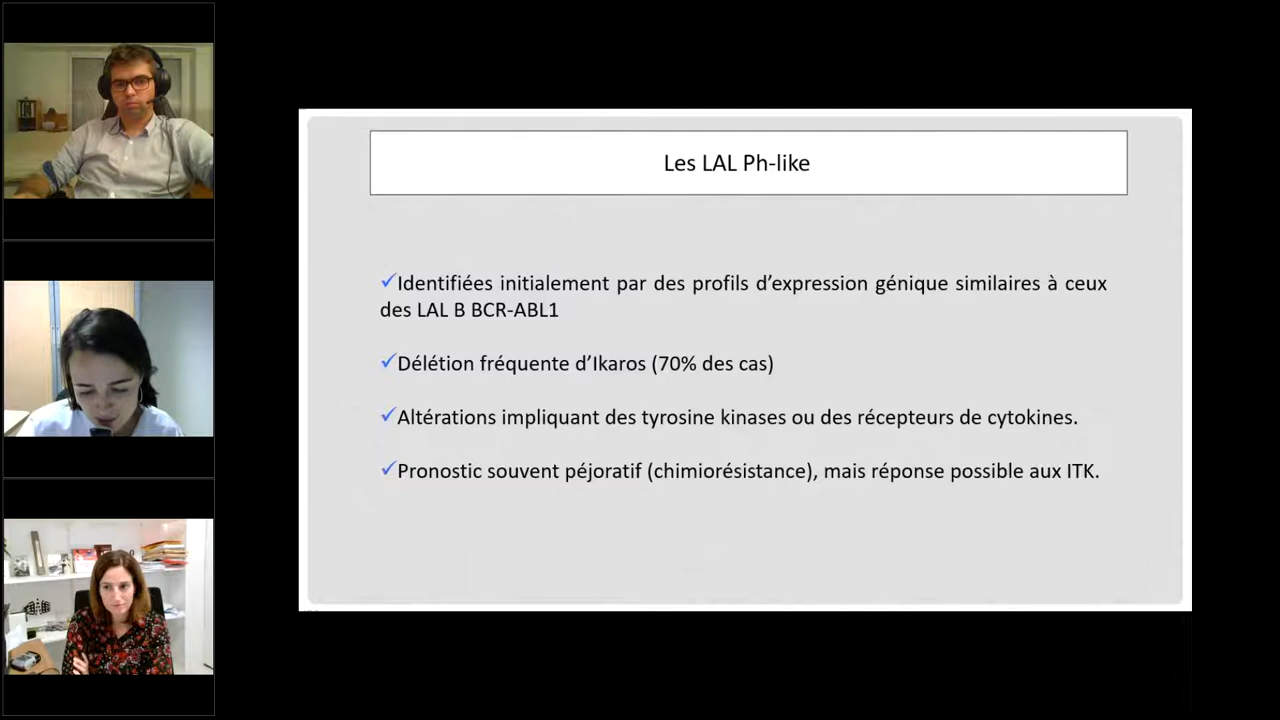 Les LAL Ph-like
✓Identifiées initialement par des profils d’expression génique similaires à ceux
des LAL B BCR-ABL1
✓Délétion fréquente d’Ikaros (70% des cas)
✓Altérations impliquant des tyrosine kinases ou des récepteurs de cytokines.
✓Pronostic souvent péjoratif (chimiorésistance), mais réponse possible aux ITK.